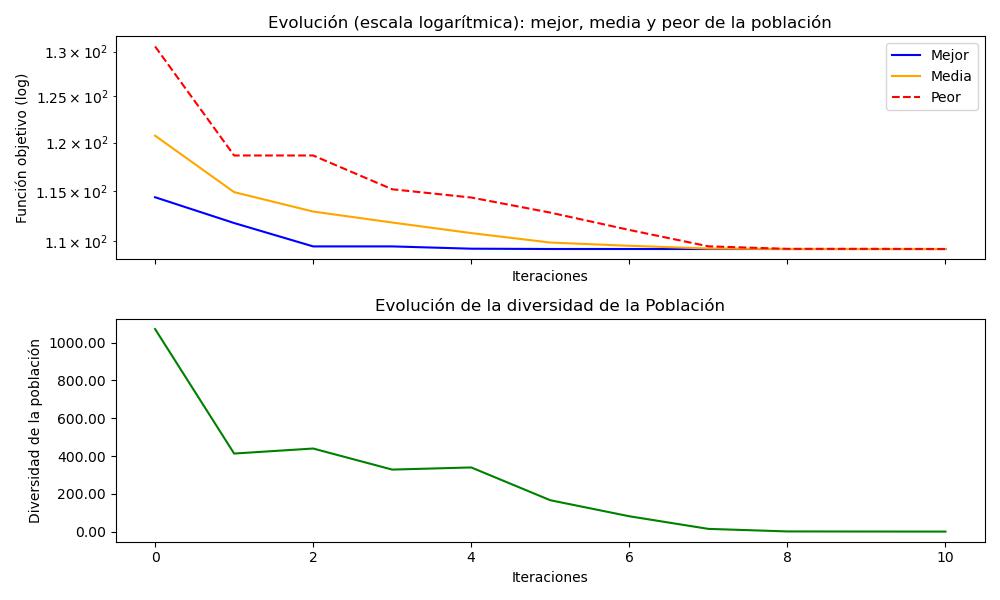 Evolución (escala logarítmica): mejor, media y peor de la población
Función objetivo (log)
1.3 × 10²
1.25 × 10²
1.2 × 10²
1.15 × 10²
1.1 × 10²
Mejor
Media
Peor
Iteraciones
Evolución de la diversidad de la Población
Diversidad de la población
1000.00
800.00
600.00
400.00
200.00
0.00
0 2 4 6 8 10
Iteraciones